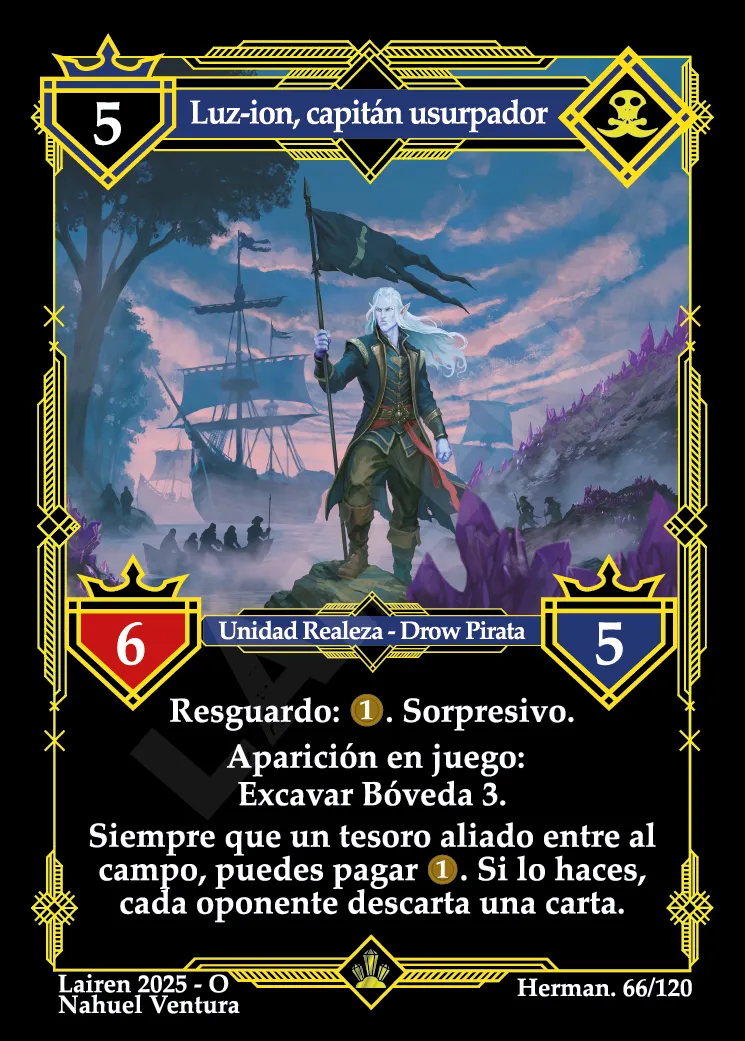 5
Luz-ion, capitán usurpador
6
Unidad Realeza - Drow Pirata
5
Resguardo: 1. Sorpresivo.
Aparición en juego:
Excavar Bóveda 3.
Siempre que un tesoro aliado entre al
campo, puedes pagar 1. Si lo haces,
cada oponente descarta una carta.
Lairen 2025 - O
Nahuel Ventura
Herman. 66/120